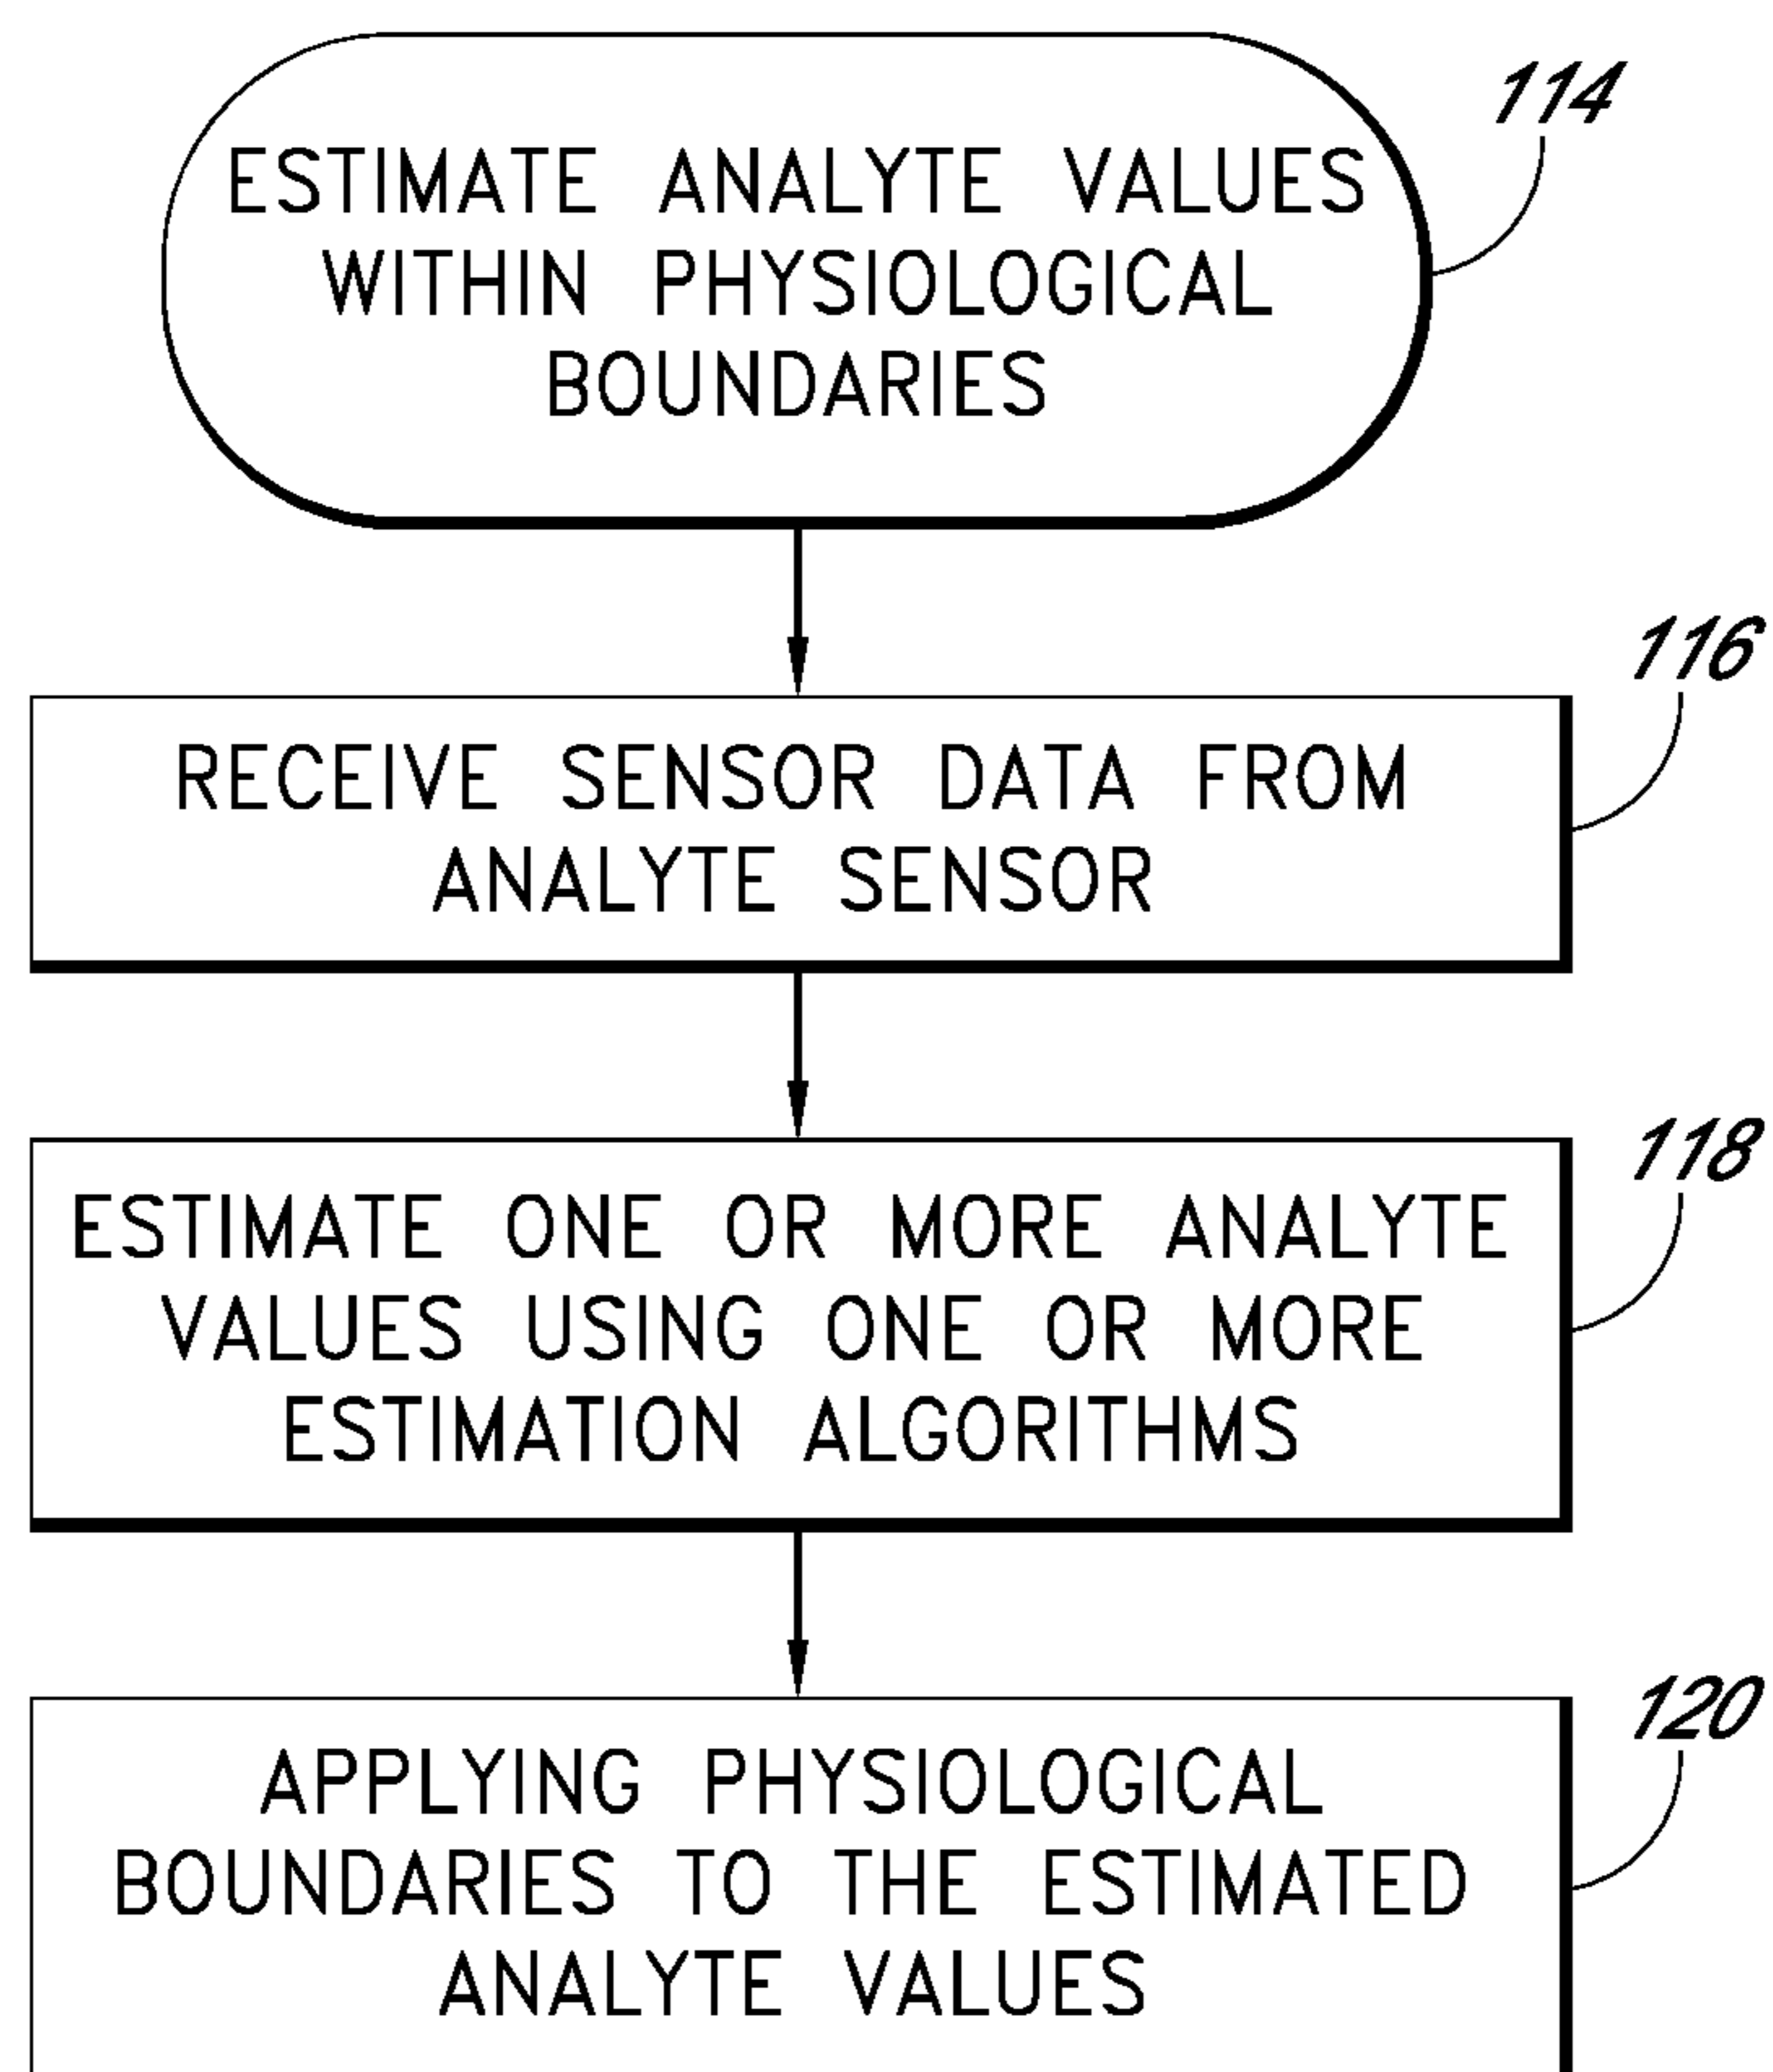 114
ESTIMATE ANALYTE VALUES
WITHIN PHYSIOLOGICAL
BOUNDARIES
116
RECEIVE SENSOR DATA FROM
ANALYTE SENSOR
118
ESTIMATE ONE OR MORE ANALYTE
VALUES USING ONE OR MORE
ESTIMATION ALGORITHMS
120
APPLYING PHYSIOLOGICAL
BOUNDARIES TO THE ESTIMATED
ANALYTE VALUES